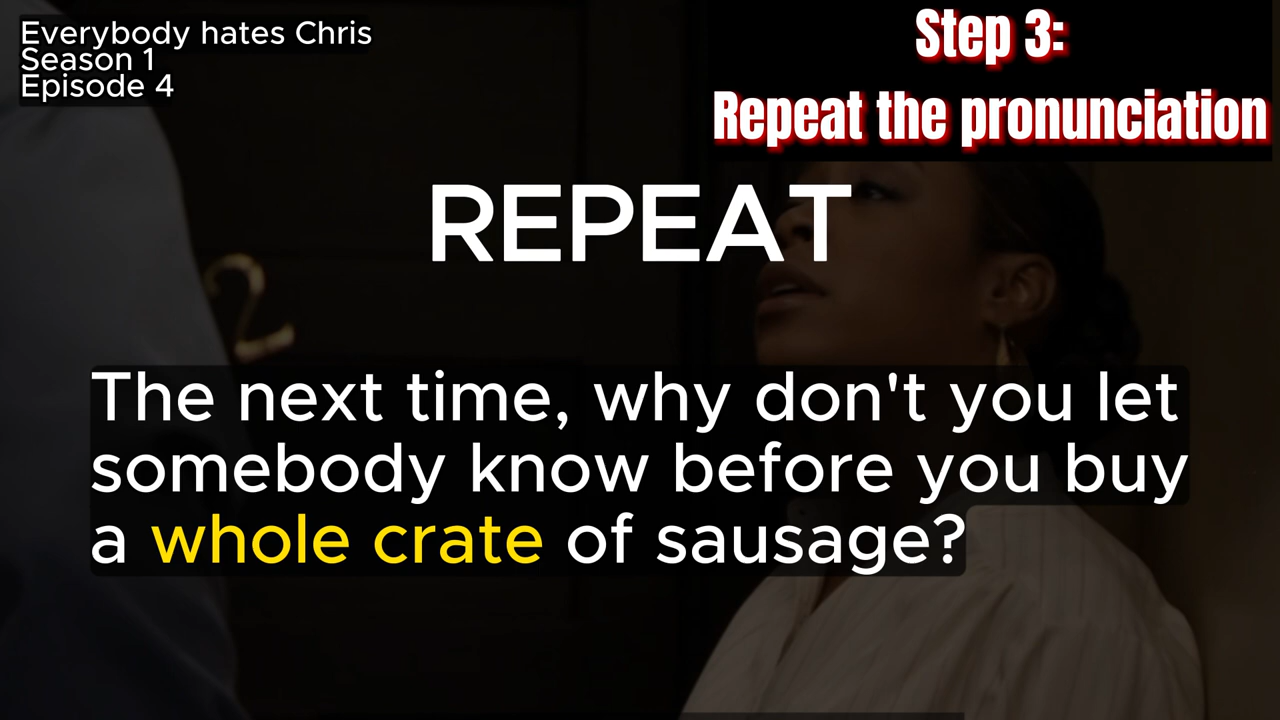 Everybody hates Chris
Season 1
Episode 4
Step 3:
Repeat the pronunciation
REPEAT
2
The next time, why don't you let
somebody know before you buy
a whole crate of sausage?